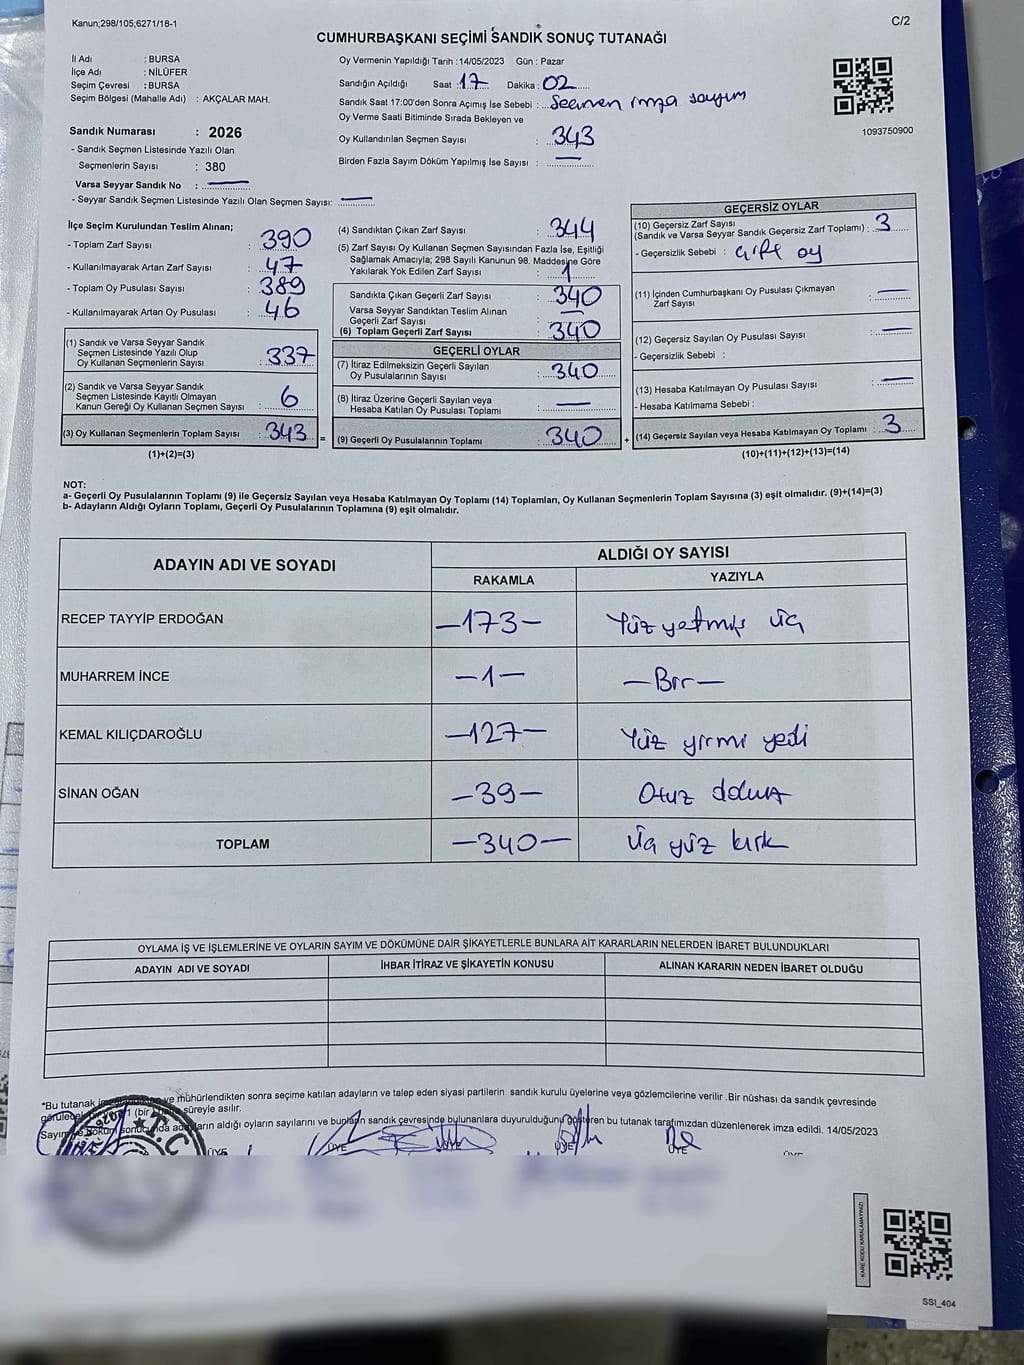 Kanun;298/105,6271/18-1
C/2
CUMHURBAŞKANI SEÇİMİ SANDIK SONUÇ TUTANAĞI
İl Adı : BURSA
İlçe Adı : NİLÜFER
Seçim Çevresi : BURSA
Seçim Bölgesi (Mahalle Adı) : AKÇALAR MAH.
Sandık Numarası : 2026
- Sandık Seçmen Listesinde Yazılı Olan
Seçmenlerin Sayısı : 380
Varsa Seyyar Sandık No :
- Seyyar Sandık Seçmen Listesinde Yazılı Olan Seçmen Sayısı:
Oy Vermenin Yapıldığı Tarih :14/05/2023 Gün : Pazar
Sandığın Açıldığı Saat :17 Dakika : 02
Sandık Saat 17:00'den Sonra Açımış İse Sebebi : Seçmen imza sayım
Oy Verme Saati Bitiminde Sırada Bekleyen ve
Oy Kullandırılan Seçmen Sayısı : 343
Birden Fazla Sayım Döküm Yapılmış İse Sayısı : —
1093750900
İlçe Seçim Kurulundan Teslim Alınan;
- Toplam Zarf Sayısı : 390
- Kullanılmayarak Artan Zarf Sayısı : 47
- Toplam Oy Pusulası Sayısı : 389
- Kullanılmayarak Artan Oy Pusulası : 46
(1) Sandık ve Varsa Seyyar Sandık
Seçmen Listesinde Yazılı Olup
Oy Kullanan Seçmenlerin Sayısı : 337
(2) Sandık ve Varsa Seyyar Sandık
Seçmen Listesinde Kayıtlı Olmayan
Kanun Gereği Oy Kullanan Seçmen Sayısı : 6
(3) Oy Kullanan Seçmenlerin Toplam Sayısı : 343 =
(1)+(2)=(3)
(4) Sandıktan Çıkan Zarf Sayısı : 344
(5) Zarf Sayısı Oy Kullanan Seçmen Sayısından Fazla İse, Eşitliği
Sağlamak Amacıyla; 298 Sayılı Kanunun 98. Maddesine Göre
Yakılarak Yok Edilen Zarf Sayısı : 1
Sandıkta Çıkan Geçerli Zarf Sayısı : 340
Varsa Seyyar Sandıktan Teslim Alınan
Geçerli Zarf Sayısı : —
(6) Toplam Geçerli Zarf Sayısı : 340
GEÇERLİ OYLAR
(7) İtiraz Edilmeksizin Geçerli Sayılan
Oy Pusulalarının Sayısı : 340
(8) İtiraz Üzerine Geçerli Sayılan veya
Hesaba Katılan Oy Pusulası Toplamı : —
(9) Geçerli Oy Pusulalarının Toplamı : 340 +
GEÇERSİZ OYLAR
(10) Geçersiz Zarf Sayısı
(Sandık ve Varsa Seyyar Sandık Geçersiz Zarf Toplamı) : 3
- Geçersizlik Sebebi : Çift oy
(11) İçinden Cumhurbaşkanı Oy Pusulası Çıkmayan
Zarf Sayısı : —
(12) Geçersiz Sayılan Oy Pusulası Sayısı : —
- Geçersizlik Sebebi :
(13) Hesaba Katılmayan Oy Pusulası Sayısı : —
- Hesaba Katılmama Sebebi :
(14) Geçersiz Sayılan veya Hesaba Katılmayan Oy Toplamı : 3
(10)+(11)+(12)+(13)=(14)
NOT:
a- Geçerli Oy Pusulalarının Toplamı (9) ile Geçersiz Sayılan veya Hesaba Katılmayan Oy Toplamı (14) Toplamları, Oy Kullanan Seçmenlerin Toplam Sayısına (3) eşit olmalıdır. (9)+(14)=(3)
b- Adayların Aldığı Oyların Toplamı, Geçerli Oy Pusulalarının Toplamına (9) eşit olmalıdır.
ADAYIN ADI VE SOYADI ALDIĞI OY SAYISI
RAKAMLA YAZIYLA
RECEP TAYYİP ERDOĞAN -173- Yüz yetmiş üç
MUHARREM İNCE -1- -Bir-
KEMAL KILIÇDAROĞLU -127- Yüz yirmi yedi
SİNAN OĞAN -39- Otuz dokuz
TOPLAM -340- Üç yüz kırk
OYLAMA İŞ VE İŞLEMLERİNE VE OYLARIN SAYIM VE DÖKÜMÜNE DAİR ŞİKAYETLERLE BUNLARA AİT KARARLARIN NELERDEN İBARET BULUNDUKLARI
ADAYIN ADI VE SOYADI İHBAR İTİRAZ VE ŞİKAYETİN KONUSU ALINAN KARARIN NEDEN İBARET OLDUĞU
*Bu tutanak ve mühürlendikten sonra seçime katılan adayların ve talep eden siyasi partilerin sandık kurulu üyelerine veya gözlemcilerine verilir .Bir nüshası da sandık çevresinde
1 (bir) süreyle asılır.
sonucunda adayların aldığı oyların sayılarını ve bunların sandık çevresinde bulunanlara duyurulduğunu gösteren bu tutanak tarafımızdan düzenlenerek imza edildi. 14/05/2023
ÜYE ÜYE ÜYE ÜYE ÜYE ÜYE
KARE KODU KARALAMAYINIZ!
SSI_404